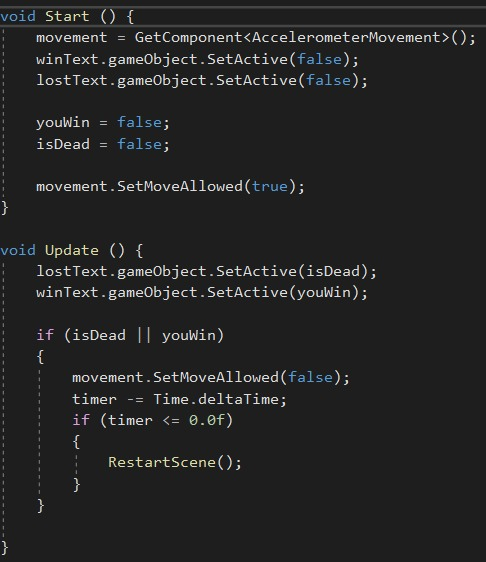 void Start () {
    movement = GetComponent<AccelerometerMovement>();
    winText.gameObject.SetActive(false);
    lostText.gameObject.SetActive(false);

    youWin = false;
    isDead = false;

    movement.SetMoveAllowed(true);
}

void Update () {
    lostText.gameObject.SetActive(isDead);
    winText.gameObject.SetActive(youWin);

    if (isDead || youWin)
    {
        movement.SetMoveAllowed(false);
        timer -= Time.deltaTime;
        if (timer <= 0.0f)
        {
            RestartScene();
        }
    }

}